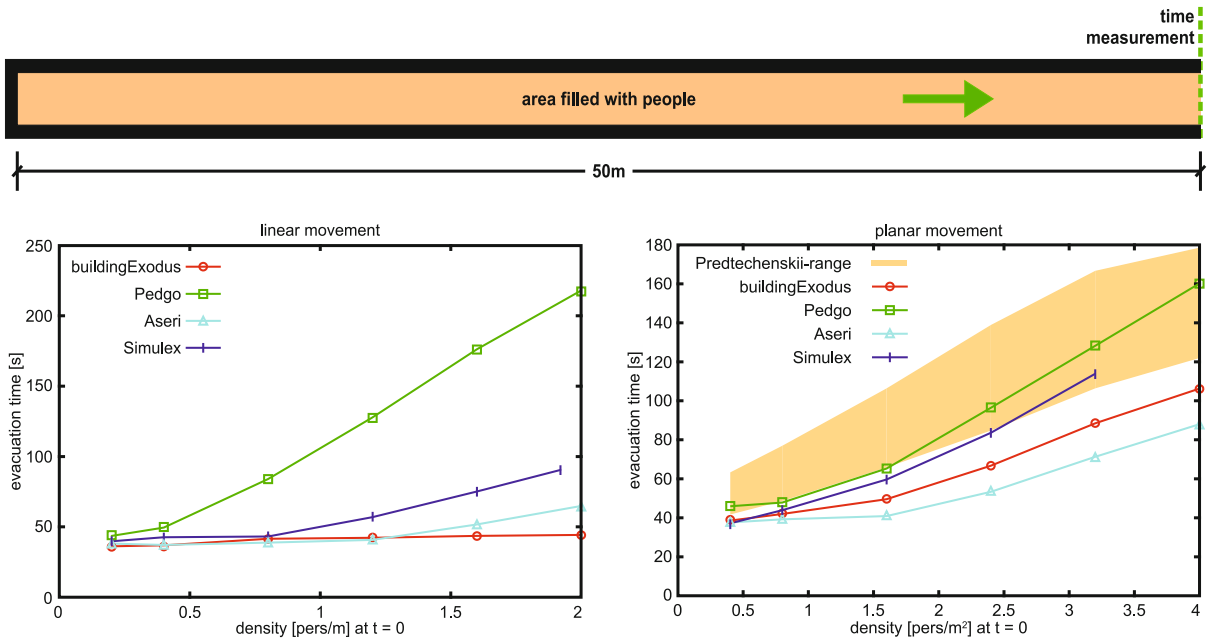 time
measurement
area filled with people
50m
linear movement
250
200
150
100
50
0
0
0.5
1
1.5
2
evacuation time [s]
density [pers/m] at t = 0
buildingExodus
Pedgo
Aseri
Simulex
planar movement
180
160
140
120
100
80
60
40
20
0
0
0.5
1
1.5
2
2.5
3
3.5
4
evacuation time [s]
density [pers/m²] at t = 0
Predtechenskii-range
buildingExodus
Pedgo
Aseri
Simulex